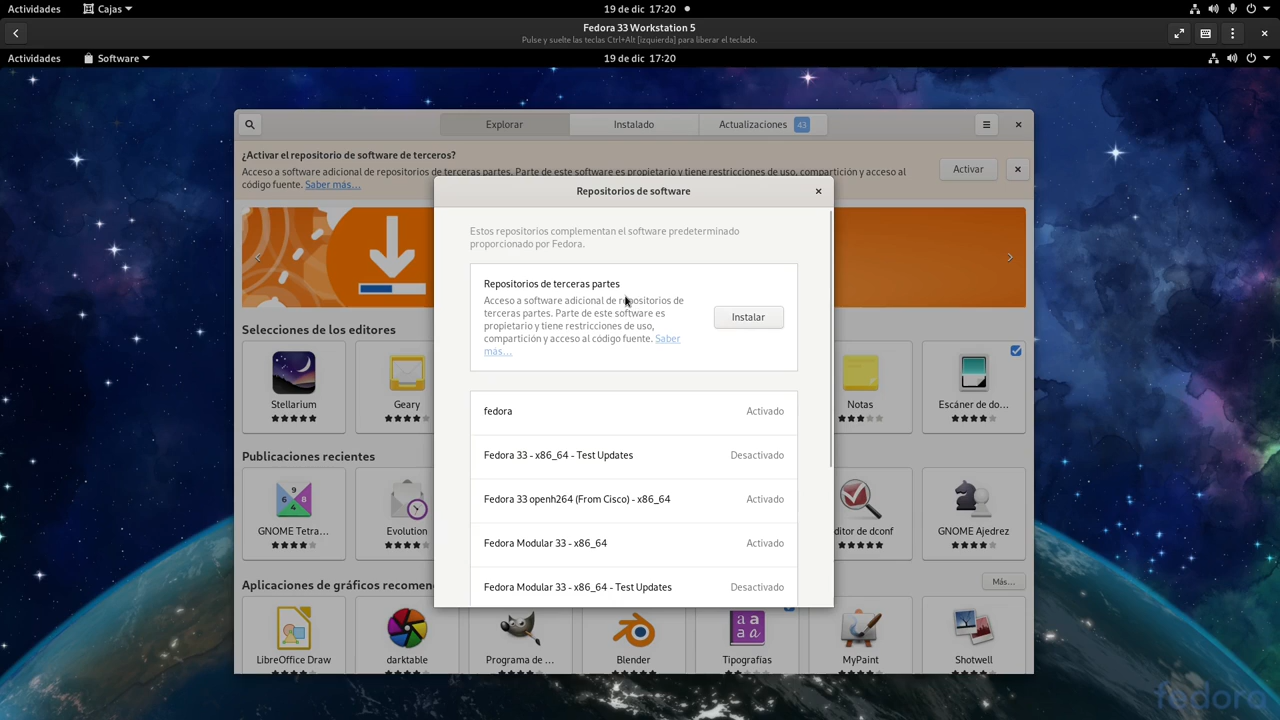 Actividades
Cajas
19 de dic 17:20
Fedora 33 Workstation 5
Pulse y suelte las teclas Ctrl+Alt [izquierda] para liberar el teclado.
Actividades
Software
19 de dic 17:20
Explorar
Instalado
Actualizaciones 43
¿Activar el repositorio de software de terceros?
Acceso a software adicional de repositorios de terceras partes. Parte de este software es propietario y tiene restricciones de uso, compartición y acceso al
código fuente. Saber más…
Activar
Repositorios de software
Estos repositorios complementan el software predeterminado
proporcionado por Fedora.
Repositorios de terceras partes
Acceso a software adicional de repositorios de
terceras partes. Parte de este software es
propietario y tiene restricciones de uso,
compartición y acceso al código fuente. Saber
más…
Instalar
fedora Activado
Fedora 33 - x86_64 - Test Updates Desactivado
Fedora 33 openh264 (From Cisco) - x86_64 Activado
Fedora Modular 33 - x86_64 Activado
Fedora Modular 33 - x86_64 - Test Updates Desactivado
Selecciones de los editores
Stellarium
Geary
Notas
Escáner de do…
Publicaciones recientes
GNOME Tetra…
Evolution
ditor de dconf
GNOME Ajedrez
Aplicaciones de gráficos recomen
Más…
LibreOffice Draw
darktable
Programa de …
Blender
Tipografías
MyPaint
Shotwell
fedora